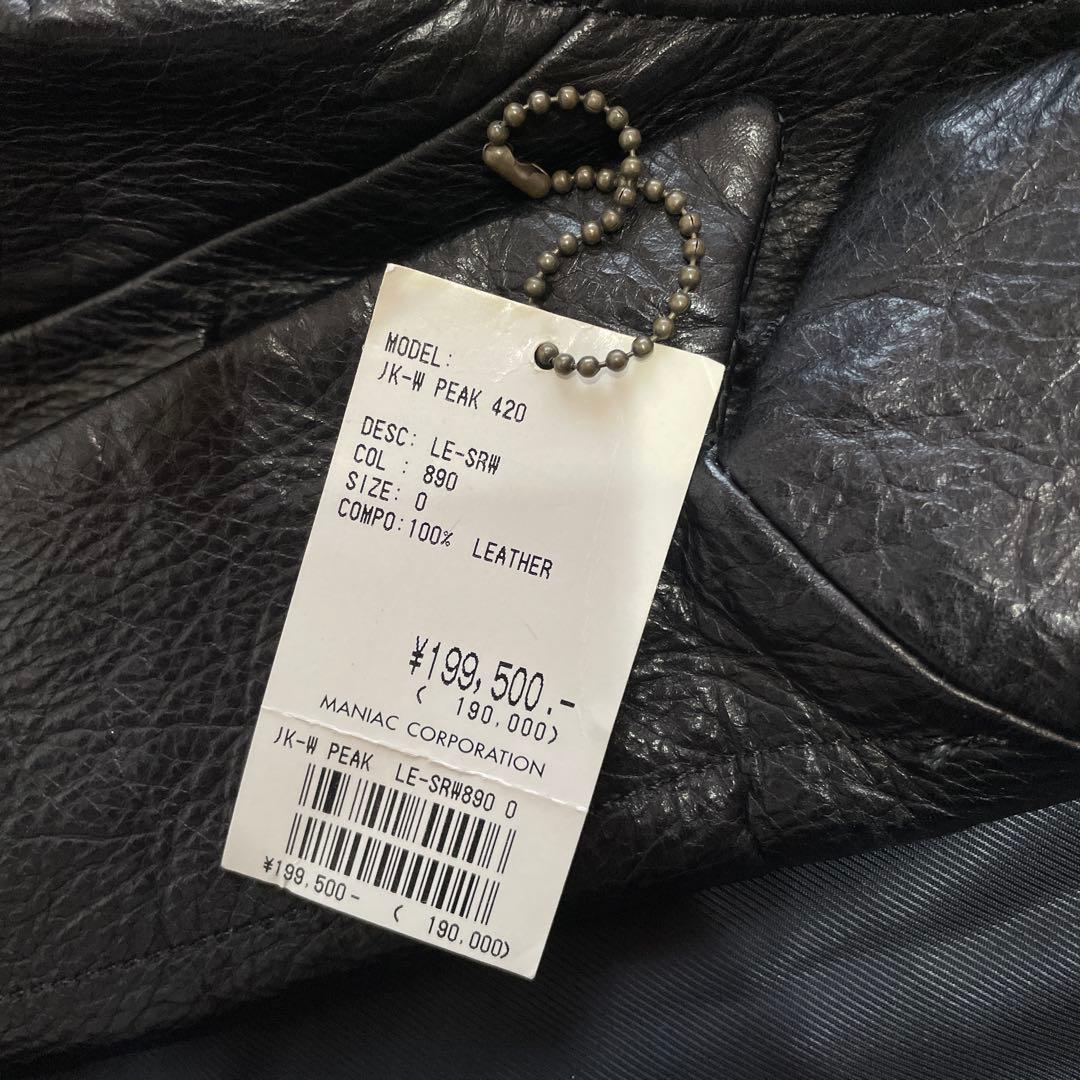 MODEL:
JK-W PEAK 420
DESC: LE-SRW
COL : 890
SIZE: 0
COMPO:100% LEATHER
¥199,500.-
( 190,000)
MANIAC CORPORATION
JK-W PEAK LE-SRW890 0
¥199,500- ( 190,000)